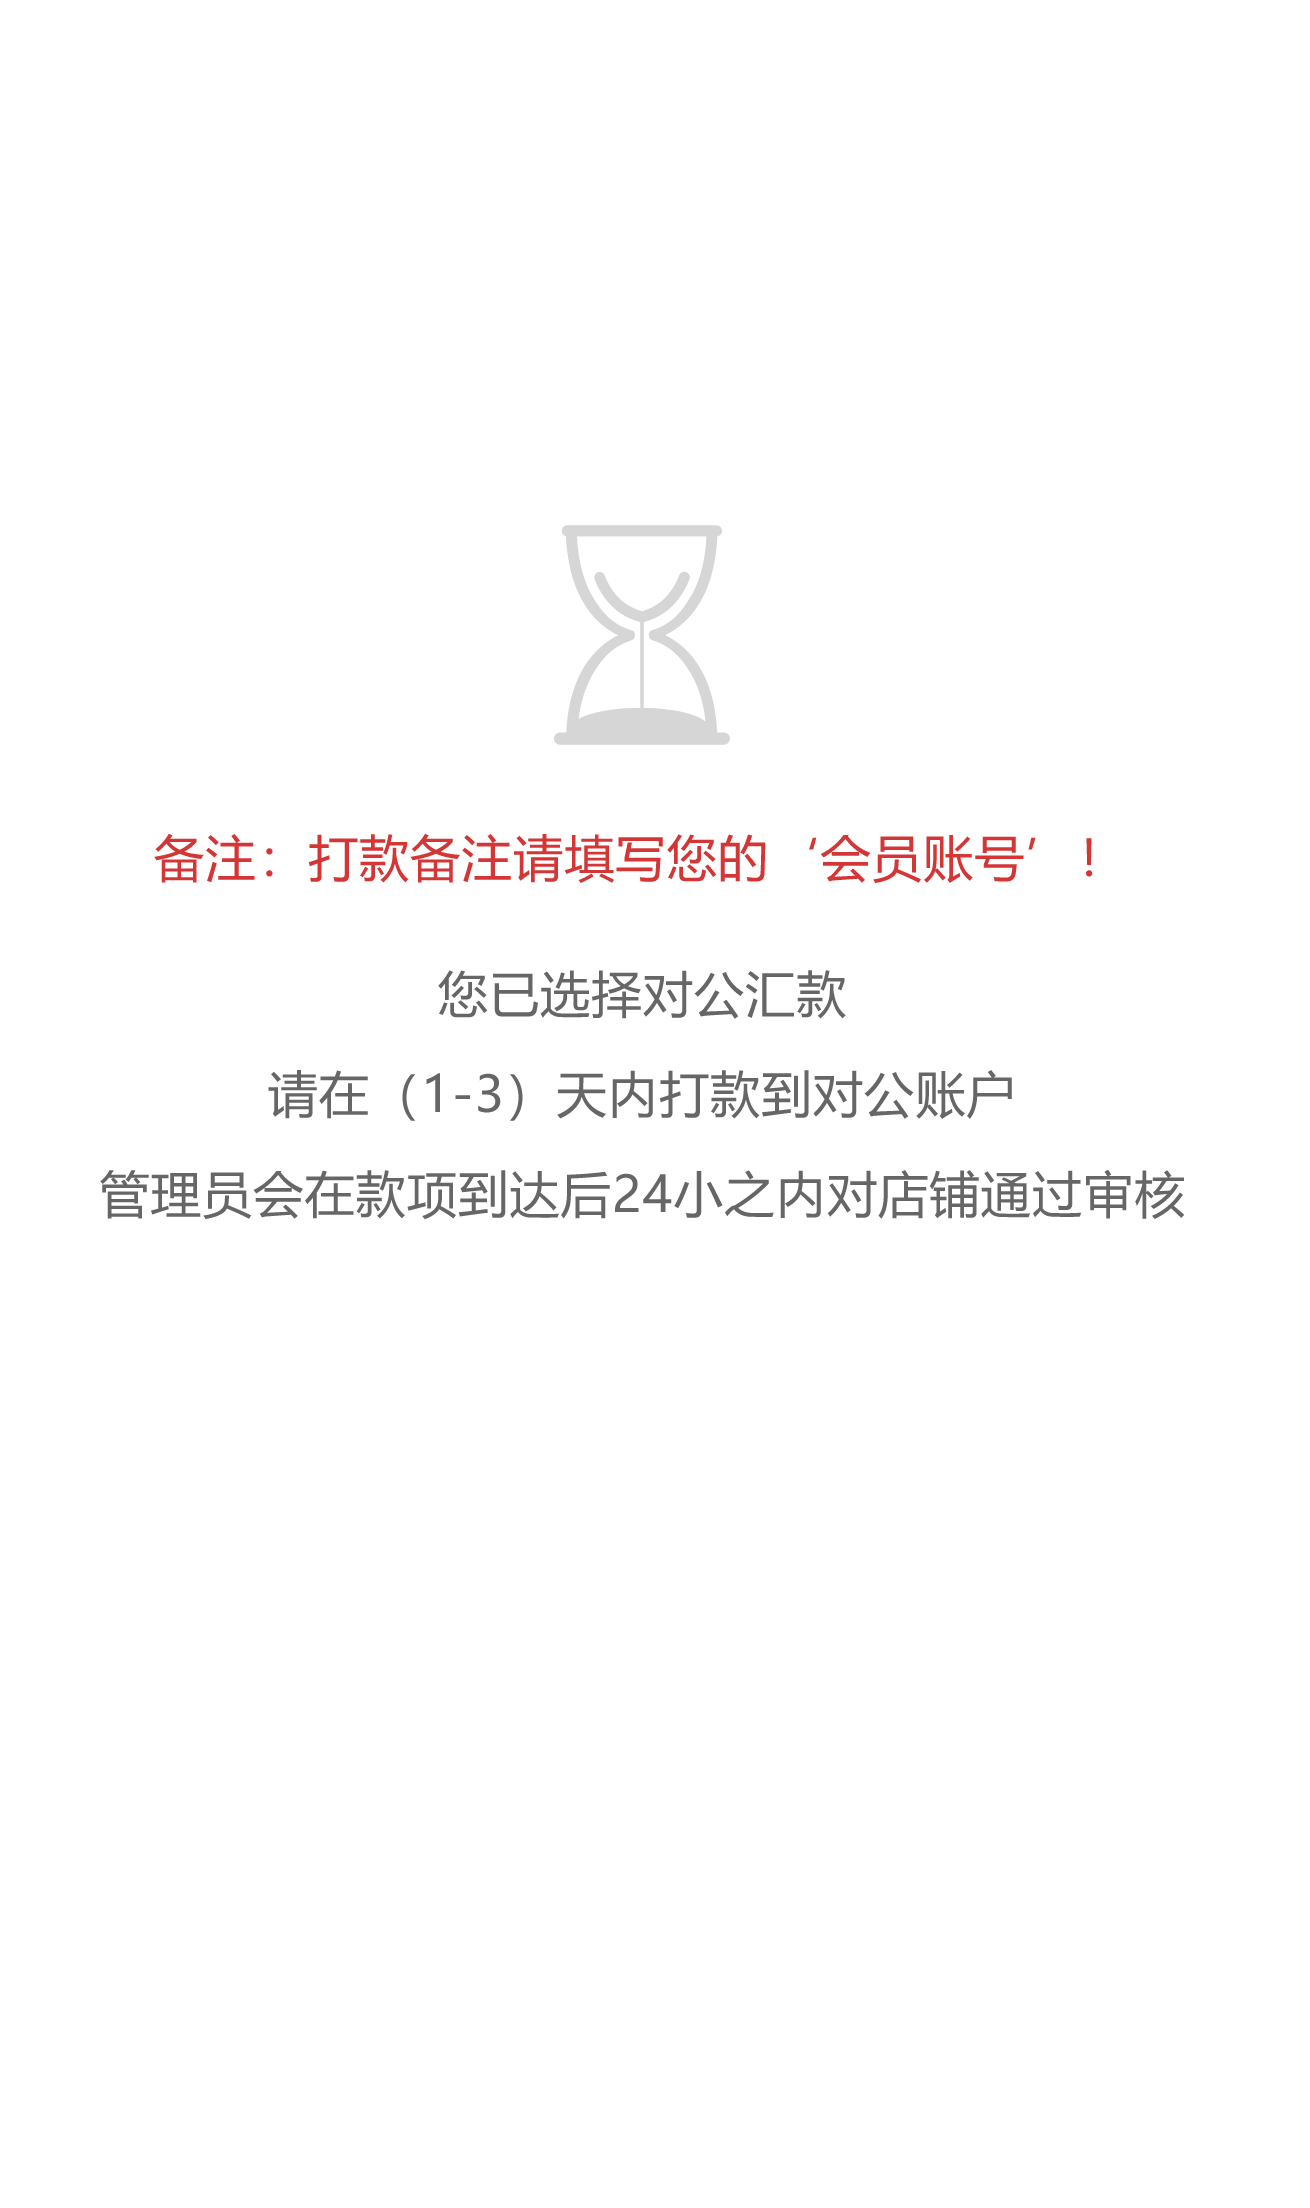 备注：打款备注请填写您的‘会员账号’！
您已选择对公汇款
请在（1-3）天内打款到对公账户
管理员会在款项到达后24小之内对店铺通过审核